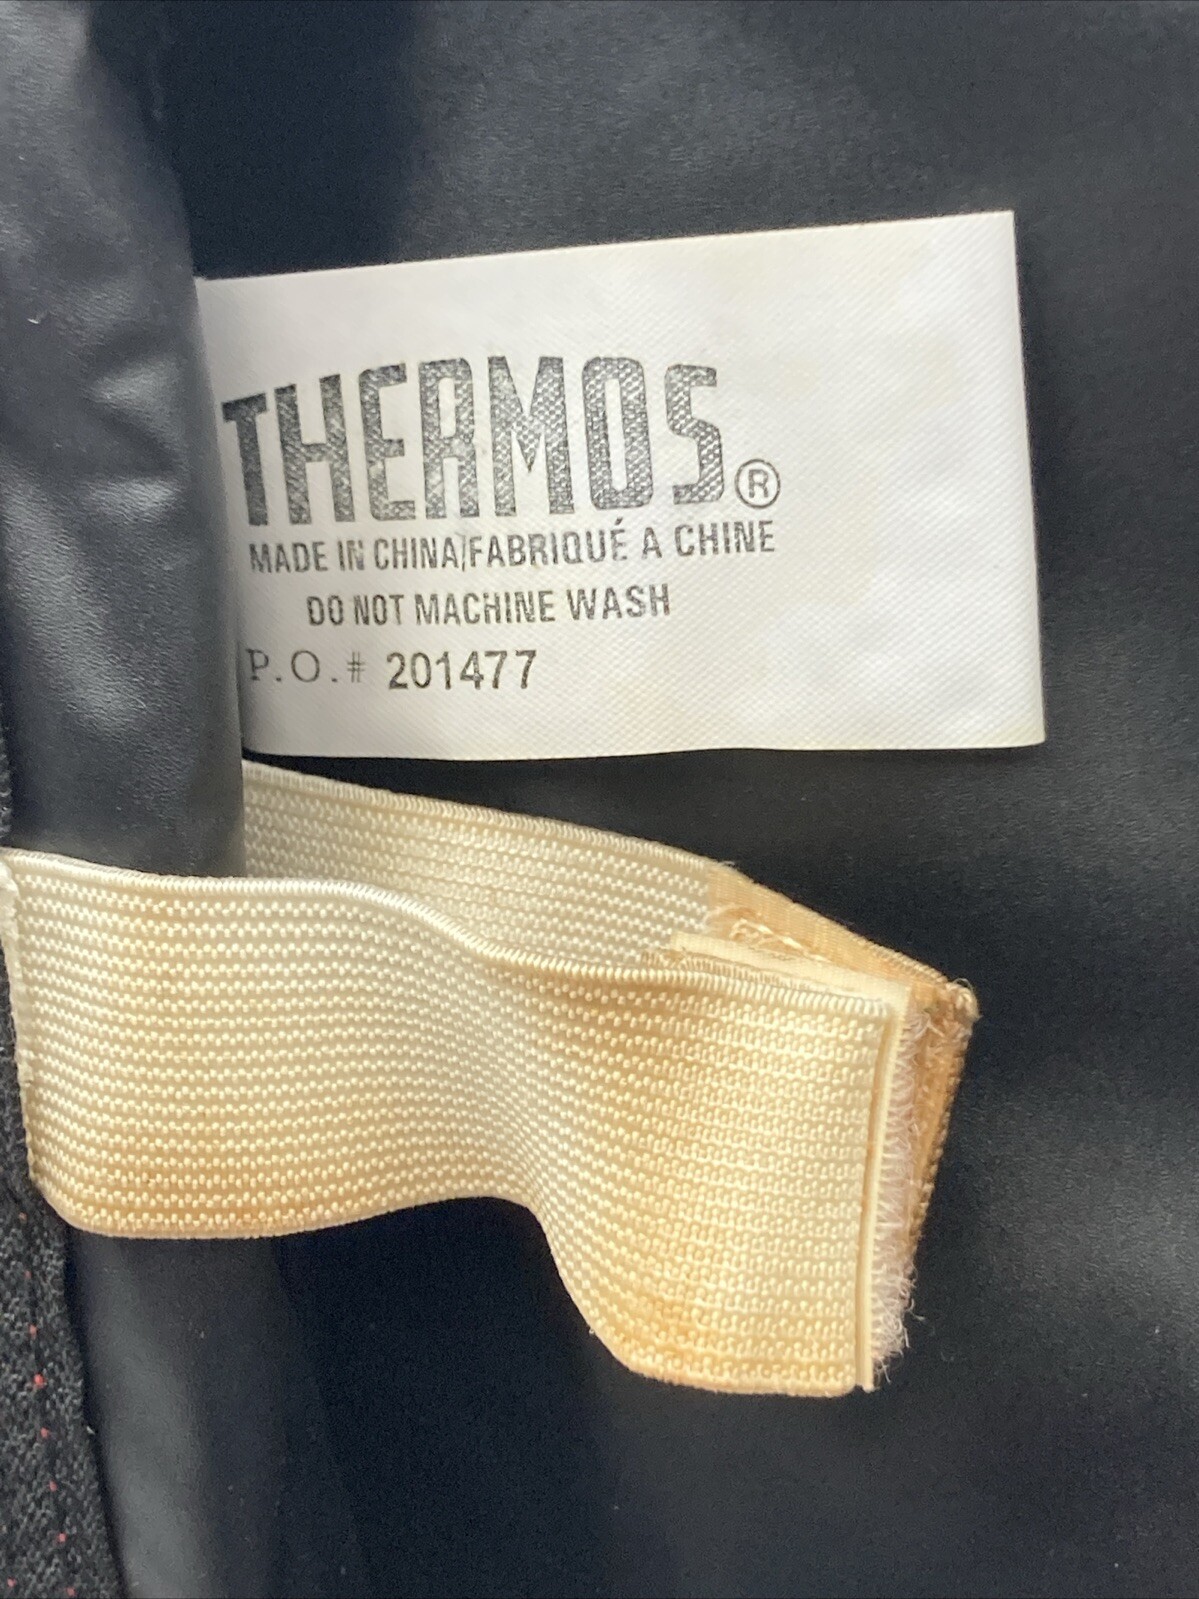 THERMOS®
MADE IN CHINA/FABRIQUÉ A CHINE
DO NOT MACHINE WASH
P.O.# 201477